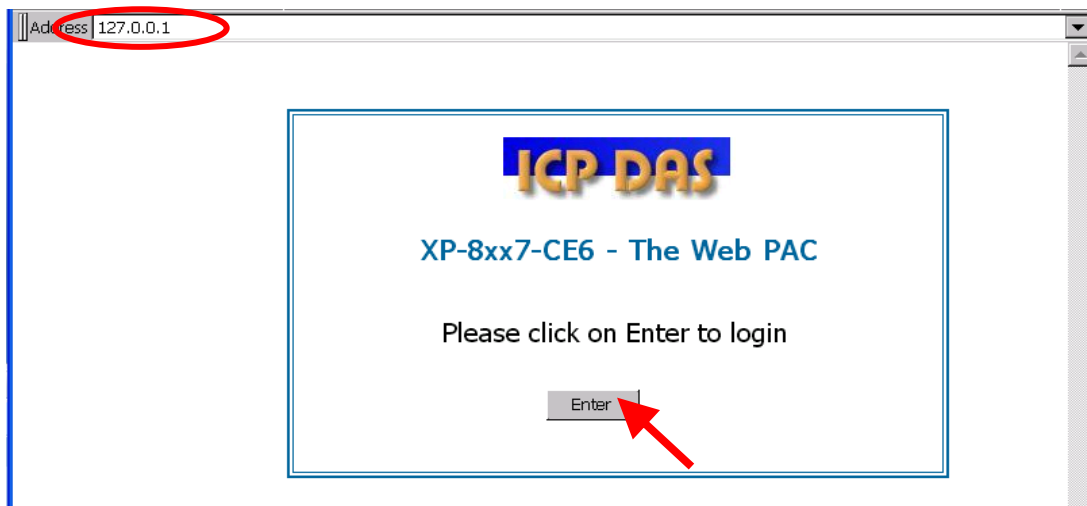 Address 127.0.0.1
ICP DAS
XP-8xx7-CE6 - The Web PAC
Please click on Enter to login
Enter